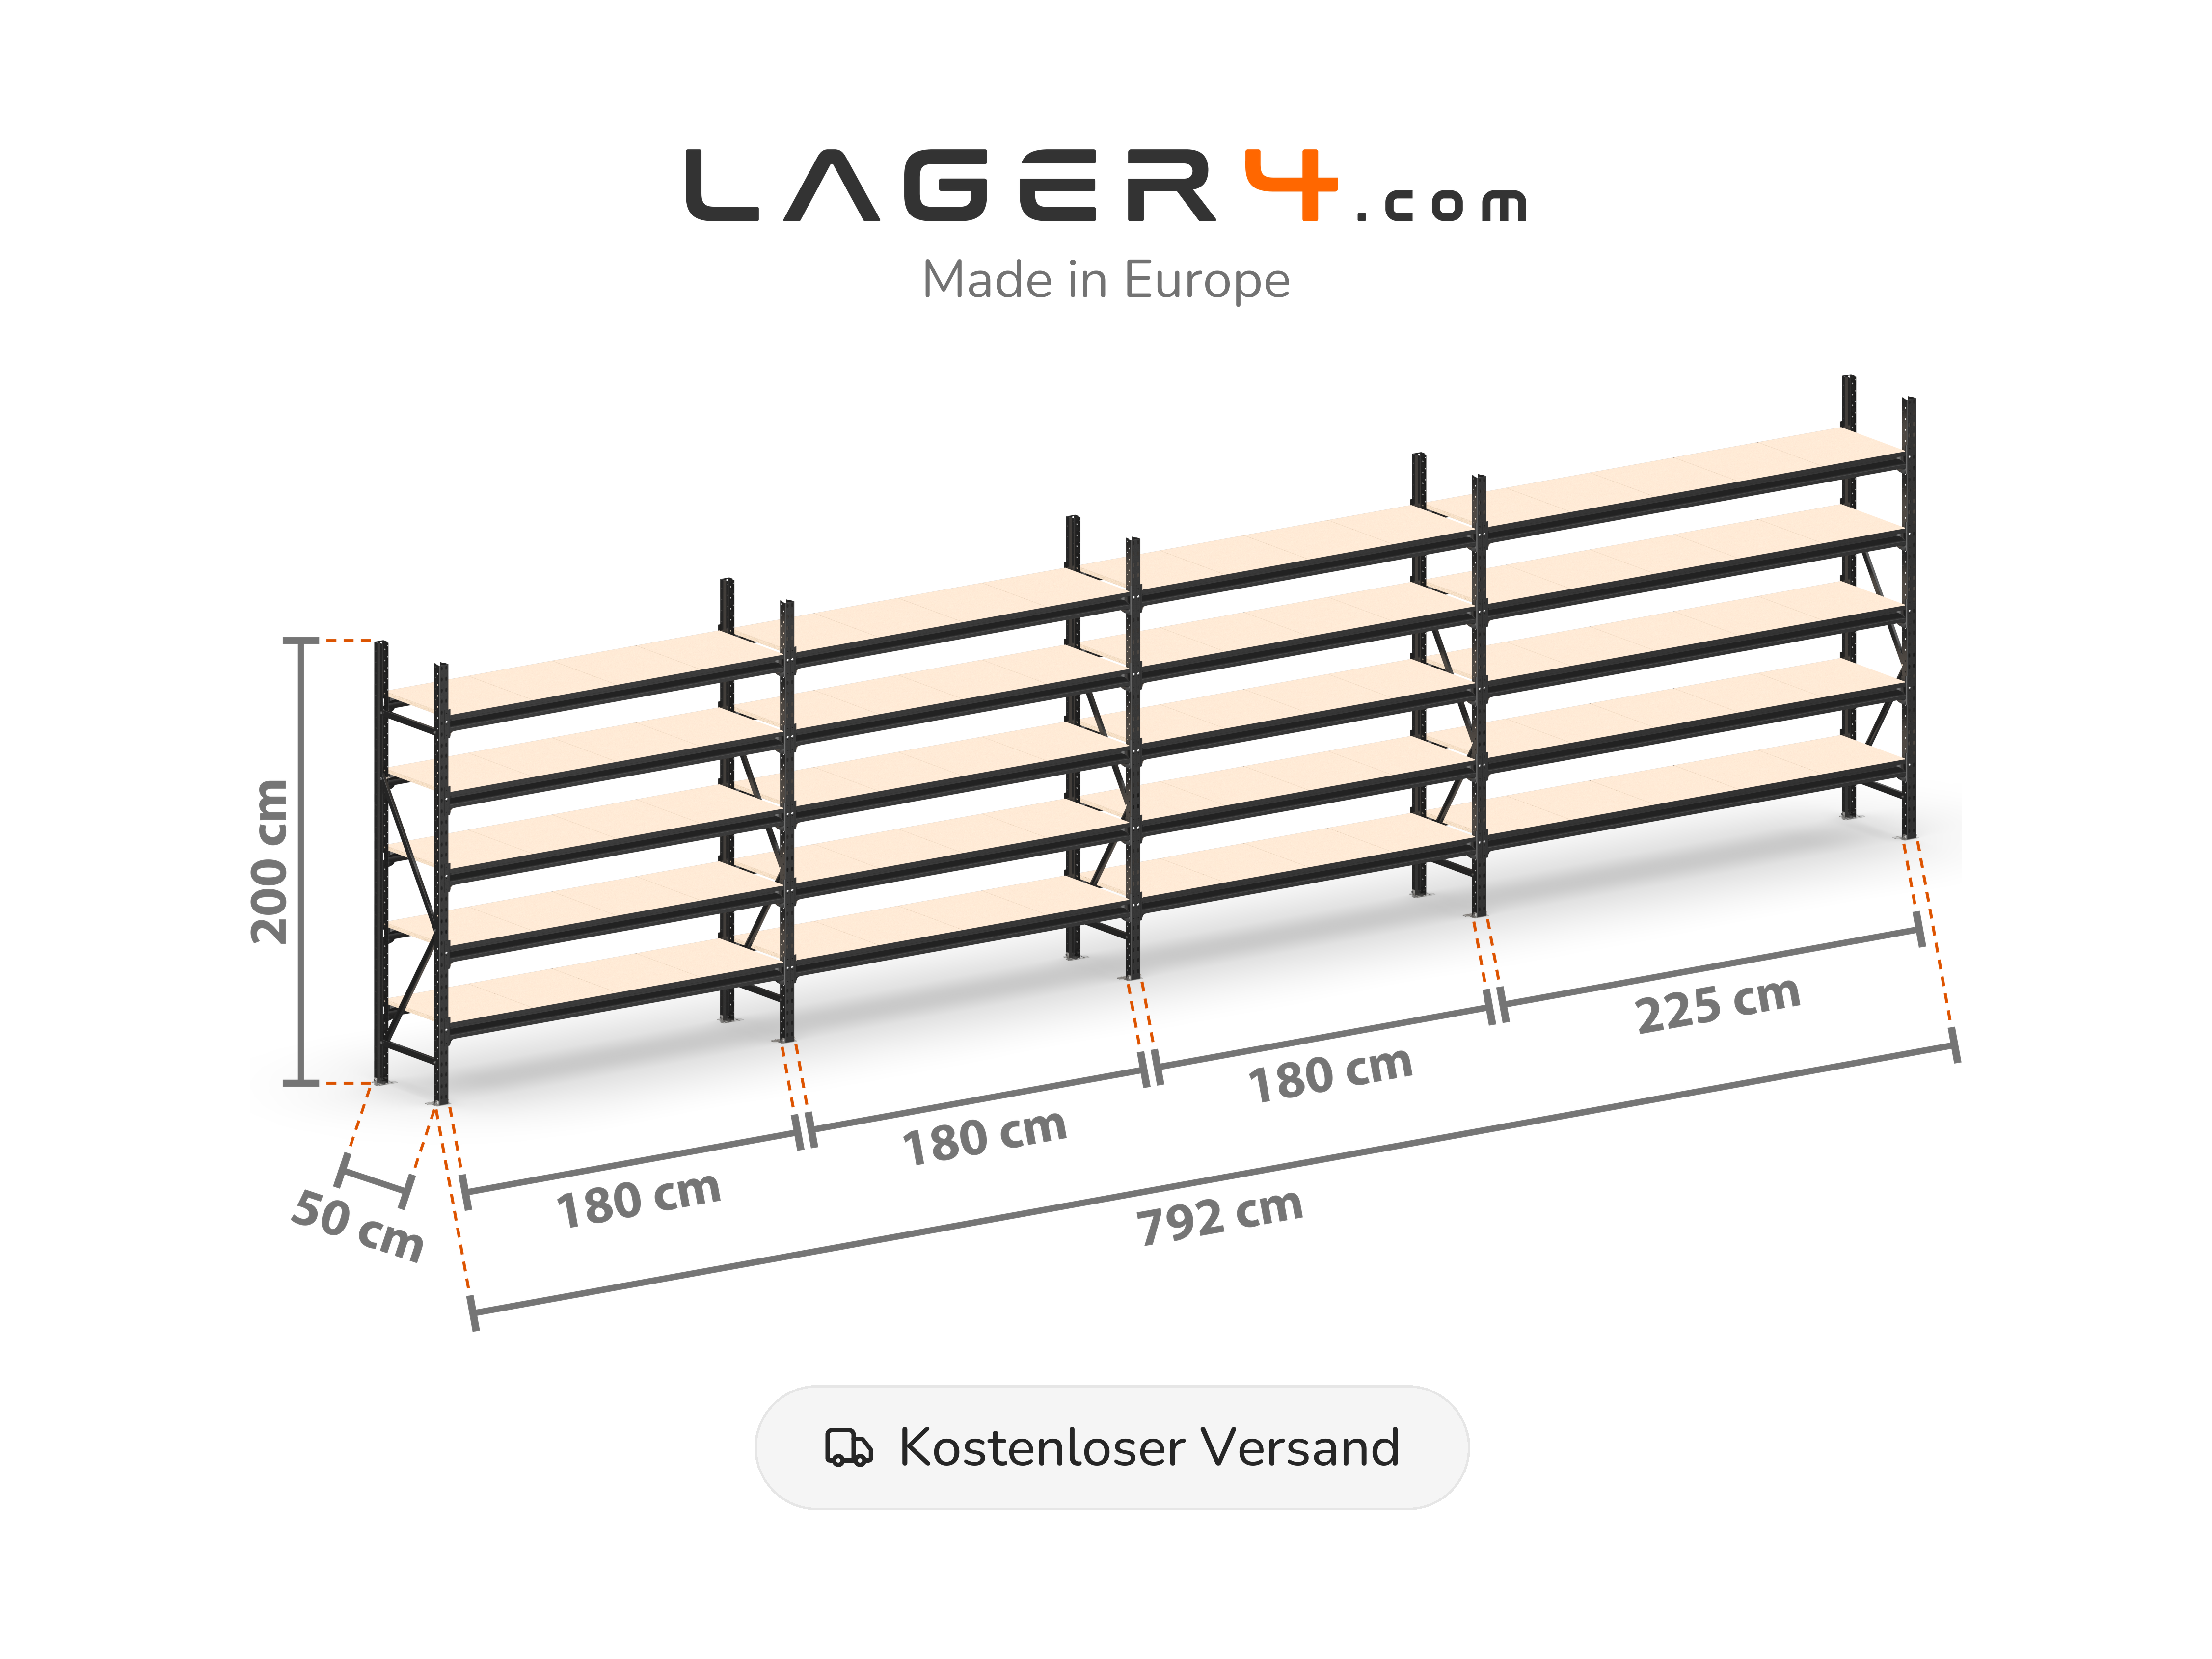 LAGER4.com
Made in Europe
200 cm
50 cm
180 cm
180 cm
180 cm
225 cm
792 cm
Kostenloser Versand